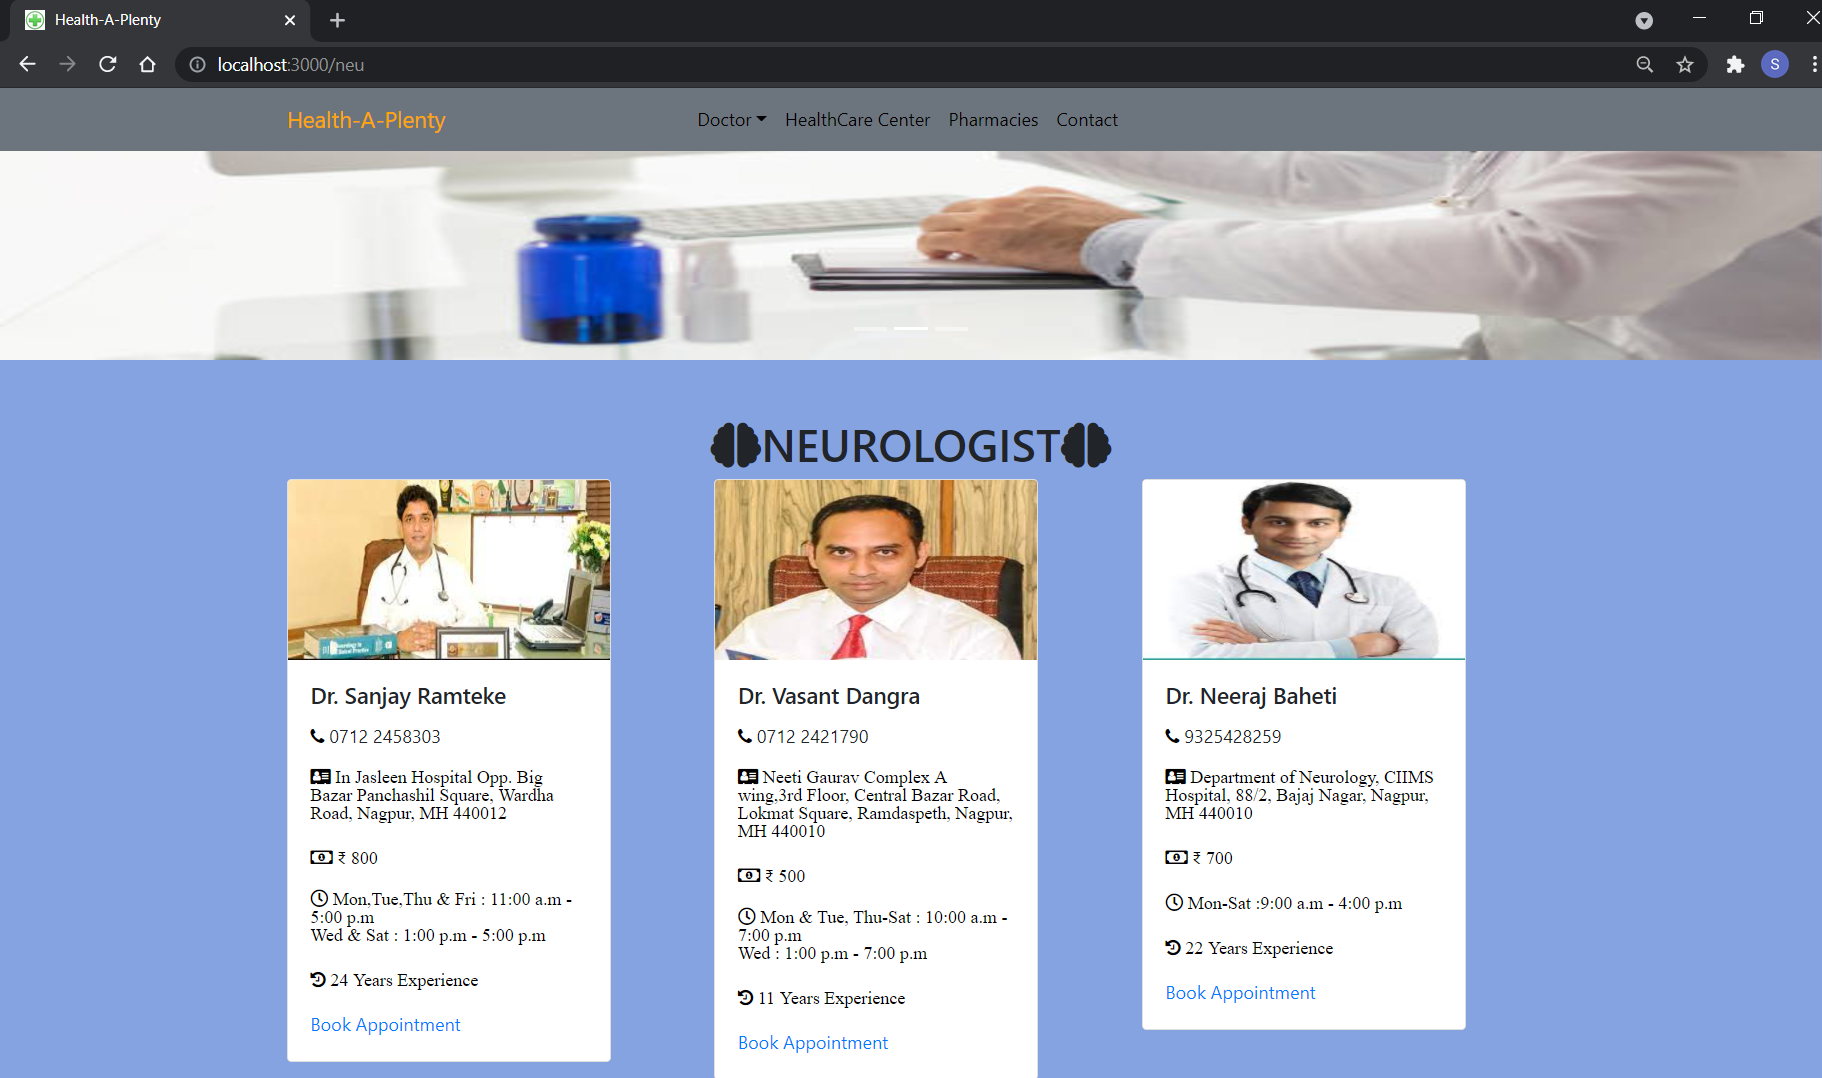 Health-A-Plenty
localhost:3000/neu
S
Health-A-Plenty
Doctor HealthCare Center Pharmacies Contact
NEUROLOGIST
Dr. Sanjay Ramteke
0712 2458303
In Jasleen Hospital Opp. Big
Bazar Panchashil Square, Wardha
Road, Nagpur, MH 440012
₹ 800
Mon,Tue,Thu & Fri : 11:00 a.m -
5:00 p.m
Wed & Sat : 1:00 p.m - 5:00 p.m
24 Years Experience
Book Appointment
Dr. Vasant Dangra
0712 2421790
Neeti Gaurav Complex A
wing,3rd Floor, Central Bazar Road,
Lokmat Square, Ramdaspeth, Nagpur,
MH 440010
₹ 500
Mon & Tue, Thu-Sat : 10:00 a.m -
7:00 p.m
Wed : 1:00 p.m - 7:00 p.m
11 Years Experience
Book Appointment
Dr. Neeraj Baheti
9325428259
Department of Neurology, CIIMS
Hospital, 88/2, Bajaj Nagar, Nagpur,
MH 440010
₹ 700
Mon-Sat :9:00 a.m - 4:00 p.m
22 Years Experience
Book Appointment